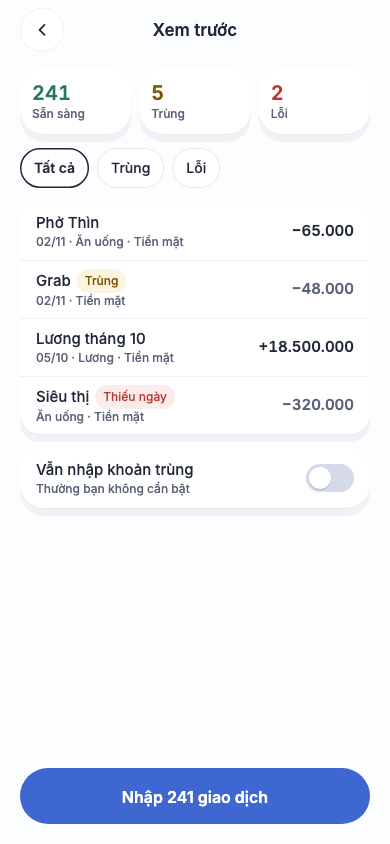 Xem trước
241
Sẵn sàng
5
Trùng
2
Lỗi
Tất cả
Trùng
Lỗi
Phở Thìn
02/11 · Ăn uống · Tiền mặt
−65.000
Grab Trùng
02/11 · Tiền mặt
−48.000
Lương tháng 10
05/10 · Lương · Tiền mặt
+18.500.000
Siêu thị Thiếu ngày
Ăn uống · Tiền mặt
−320.000
Vẫn nhập khoản trùng
Thường bạn không cần bật
Nhập 241 giao dịch